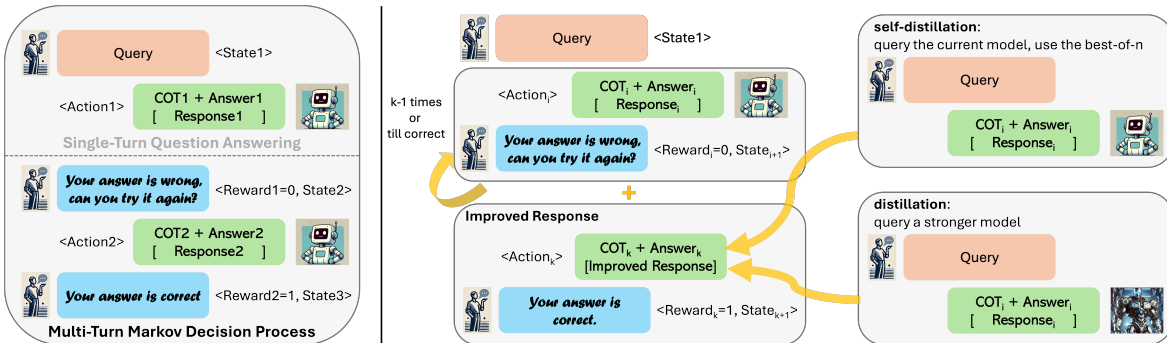 Query
<State1>
<Action1>
COT1 + Answer1
[ Response1 ]
Single-Turn Question Answering
Your answer is wrong,
can you try it again?
<Reward1=0, State2>
<Action2>
COT2 + Answer2
[ Response2 ]
Your answer is correct
<Reward2=1, State3>
Multi-Turn Markov Decision Process
Query
<State1>
k-1 times
or
till correct
<Actioni>
COTi + Answeri
[ Responsei ]
Your answer is wrong,
can you try it again?
<Rewardi=0, Statei+1>
+
Improved Response
<Actionk>
COTk + Answerk
[Improved Response]
Your answer is
correct.
<Rewardk=1, Statek+1>
self-distillation:
query the current model, use the best-of-n
Query
COTi + Answeri
[ Responsei ]
distillation:
query a stronger model
Query
COTi + Answeri
[ Responsei ]